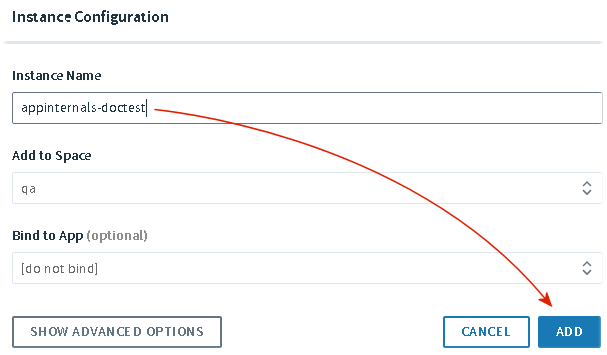 Instance Configuration
Instance Name
appinternals-doctest
Add to Space
qa
Bind to App (optional)
[do not bind]
SHOW ADVANCED OPTIONS CANCEL ADD